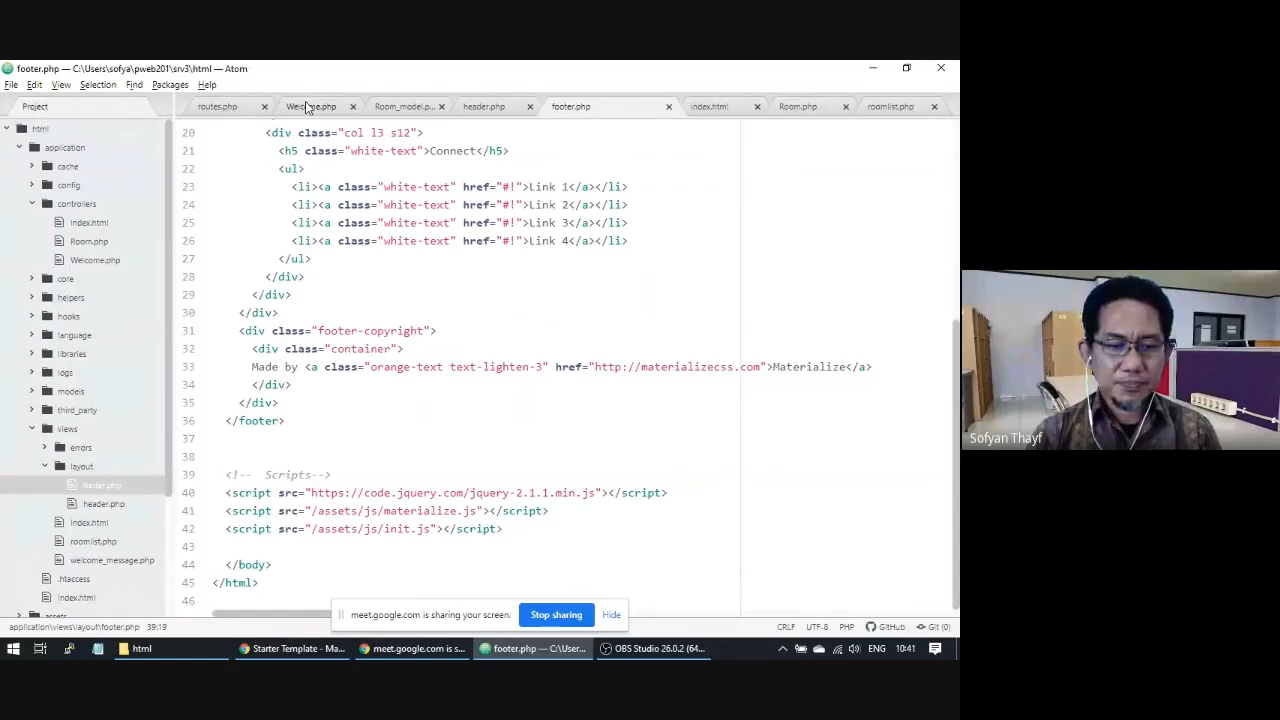 footer.php — C:\Users\sofya\pweb201\srv3\html — Atom
File Edit View Selection Find Packages Help
Project
routes.php Welcome.php Room_model.p... header.php footer.php index.html Room.php roomlist.php
html
application
cache
config
controllers
index.html
Room.php
Welcome.php
core
helpers
hooks
language
libraries
logs
models
third_party
views
errors
layout
footer.php
header.php
index.html
roomlist.php
welcome_message.php
.htaccess
index.html
assets
20 <div class="col l3 s12">
21 <h5 class="white-text">Connect</h5>
22 <ul>
23 <li><a class="white-text" href="#!">Link 1</a></li>
24 <li><a class="white-text" href="#!">Link 2</a></li>
25 <li><a class="white-text" href="#!">Link 3</a></li>
26 <li><a class="white-text" href="#!">Link 4</a></li>
27 </ul>
28 </div>
29 </div>
30 </div>
31 <div class="footer-copyright">
32 <div class="container">
33 Made by <a class="orange-text text-lighten-3" href="http://materializecss.com">Materialize</a>
34 </div>
35 </div>
36 </footer>
37
38
39 <!--  Scripts-->
40 <script src="https://code.jquery.com/jquery-2.1.1.min.js"></script>
41 <script src="/assets/js/materialize.js"></script>
42 <script src="/assets/js/init.js"></script>
43
44 </body>
45 </html>
46
meet.google.com is sharing your screen. Stop sharing Hide
application\views\layout\footer.php 39:19 CRLF UTF-8 PHP GitHub Git (0)
html Starter Template - Ma... meet.google.com is s... footer.php — C:\User... OBS Studio 26.0.2 (64... ENG 10:41
Sofyan Thayf